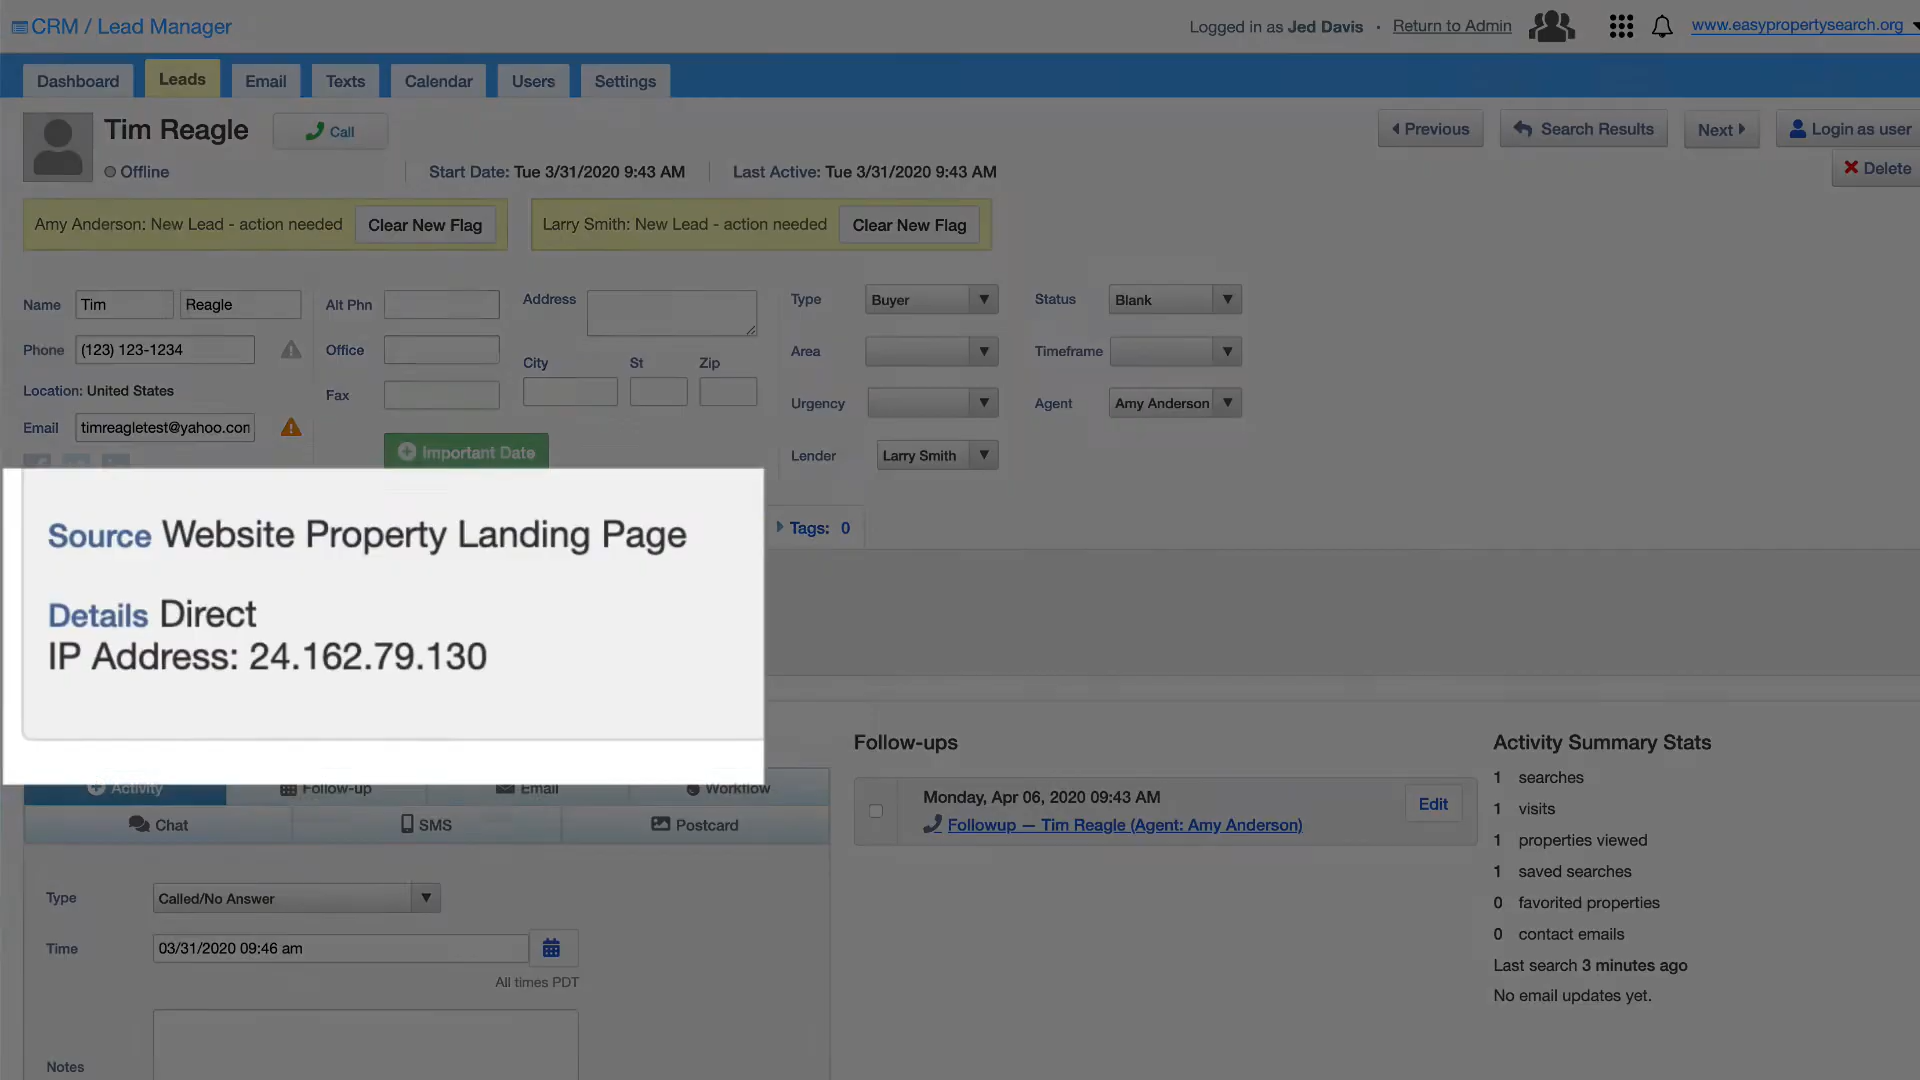 CRM / Lead Manager
Logged in as Jed Davis · Return to Admin
www.easypropertysearch.org
Dashboard Leads Email Texts Calendar Users Settings
Tim Reagle Call
Previous Search Results Next Login as user
Offline
Start Date: Tue 3/31/2020 9:43 AM
Last Active: Tue 3/31/2020 9:43 AM
Delete
Amy Anderson: New Lead - action needed Clear New Flag
Larry Smith: New Lead - action needed Clear New Flag
Name Tim Reagle
Alt Phn
Address
Type Buyer
Status Blank
Phone (123) 123-1234
Office
City St Zip
Area
Timeframe
Location: United States
Fax
Urgency
Agent Amy Anderson
Email timreagletest@yahoo.con
Important Date
Lender Larry Smith
Source Website Property Landing Page
Tags: 0
Details Direct
IP Address: 24.162.79.130
Activity Follow-up Email Workflow
Chat SMS Postcard
Type Called/No Answer
Time 03/31/2020 09:46 am
All times PDT
Notes
Follow-ups
Monday, Apr 06, 2020 09:43 AM
Followup — Tim Reagle (Agent: Amy Anderson)
Edit
Activity Summary Stats
1 searches
1 visits
1 properties viewed
1 saved searches
0 favorited properties
0 contact emails
Last search 3 minutes ago
No email updates yet.